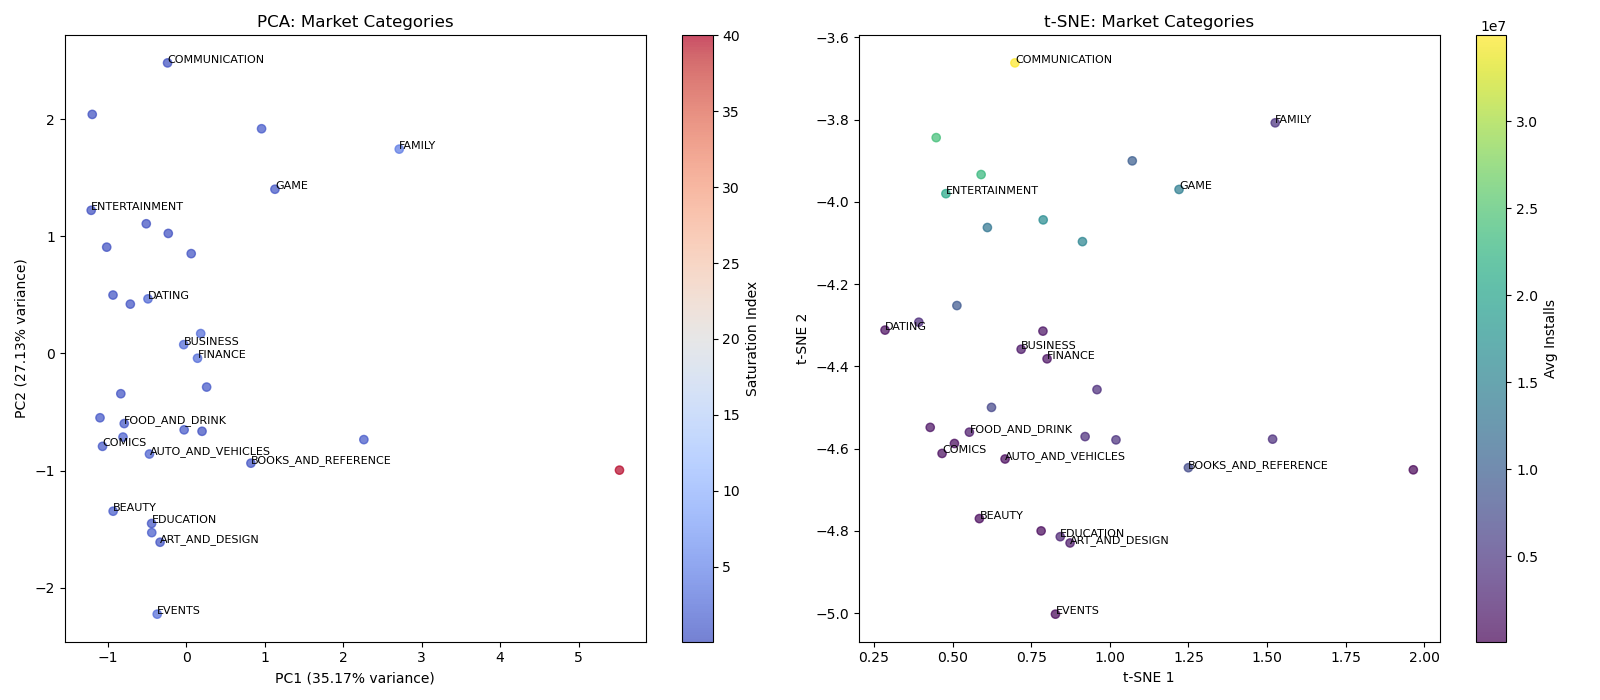 PCA: Market Categories
COMMUNICATION
FAMILY
GAME
ENTERTAINMENT
DATING
BUSINESS
FINANCE
FOOD_AND_DRINK
COMICS
AUTO_AND_VEHICLES
BOOKS_AND_REFERENCE
BEAUTY
EDUCATION
ART_AND_DESIGN
EVENTS
2
1
0
−1
−2
PC2 (27.13% variance)
−1
0
1
2
3
4
5
PC1 (35.17% variance)
40
35
30
25
20
15
10
5
Saturation Index
t-SNE: Market Categories
COMMUNICATION
FAMILY
GAME
ENTERTAINMENT
DATING
BUSINESS
FINANCE
FOOD_AND_DRINK
COMICS
AUTO_AND_VEHICLES
BOOKS_AND_REFERENCE
BEAUTY
EDUCATION
ART_AND_DESIGN
EVENTS
−3.6
−3.8
−4.0
−4.2
−4.4
−4.6
−4.8
−5.0
t-SNE 2
0.25
0.50
0.75
1.00
1.25
1.50
1.75
2.00
t-SNE 1
1e7
3.0
2.5
2.0
1.5
1.0
0.5
Avg Installs